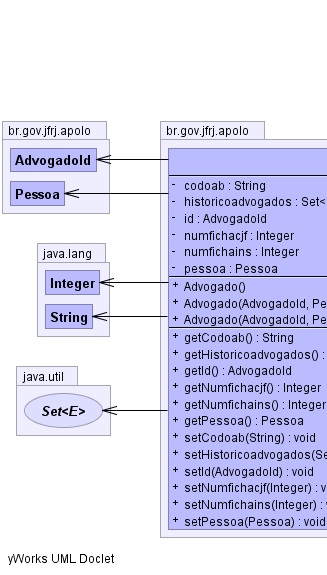 br.gov.jfrj.apolo
AdvogadoId
Pessoa
java.lang
Integer
String
java.util
Set<E>
br.gov.jfrj.apolo
- codoab : String
- historicoadvogados : Set<
- id : AdvogadoId
- numfichacjf : Integer
- numfichains : Integer
- pessoa : Pessoa
+ Advogado()
+ Advogado(AdvogadoId, Pe
+ Advogado(AdvogadoId, Pe
+ getCodoab() : String
+ getHistoricoadvogados() :
+ getId() : AdvogadoId
+ getNumfichacjf() : Integer
+ getNumfichains() : Integer
+ getPessoa() : Pessoa
+ setCodoab(String) : void
+ setHistoricoadvogados(Se
+ setId(AdvogadoId) : void
+ setNumfichacjf(Integer) : v
+ setNumfichains(Integer) : v
+ setPessoa(Pessoa) : void
yWorks UML Doclet